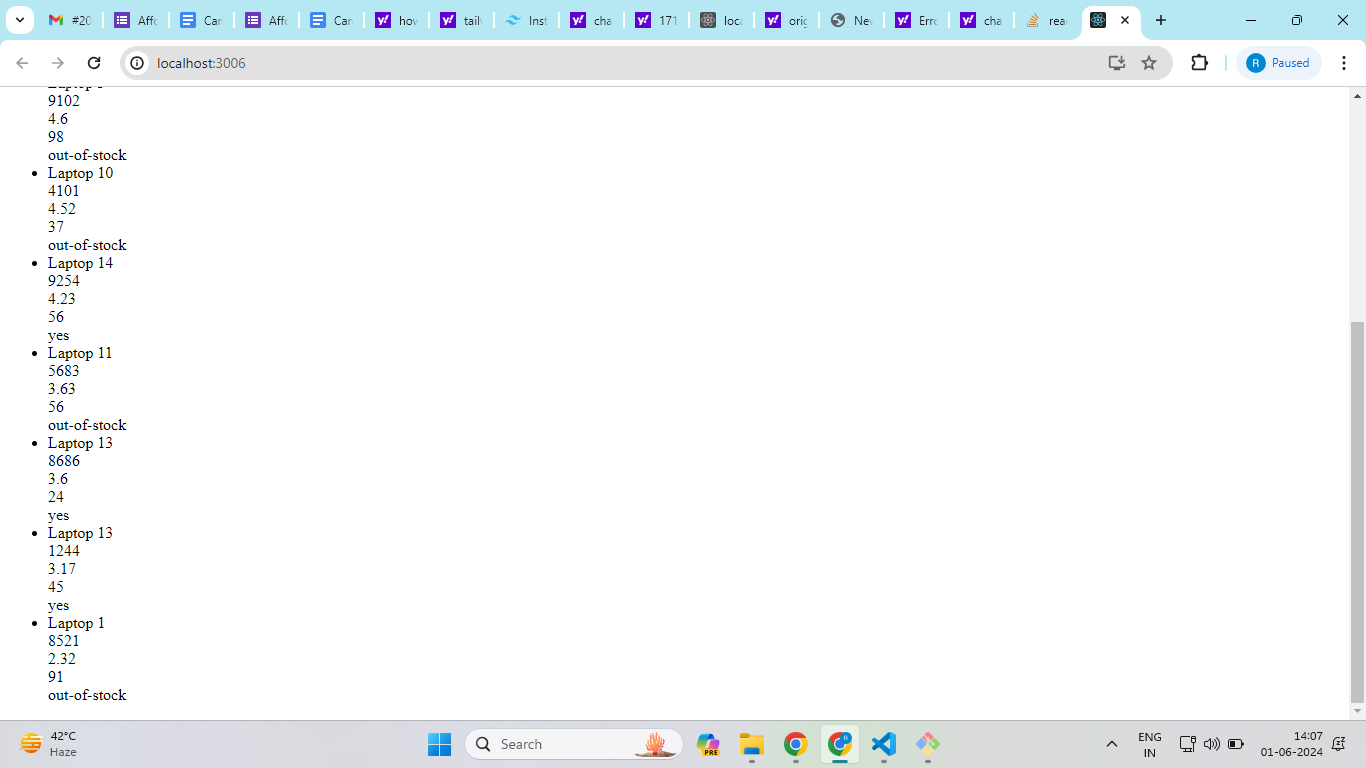 #20
Affo
Can
Affo
Can
hov
tailv
Inst
cha
171
loca
orig
Nev
Erro
cha
rea
localhost:3006
R Paused
9102
4.6
98
out-of-stock
Laptop 10
4101
4.52
37
out-of-stock
Laptop 14
9254
4.23
56
yes
Laptop 11
5683
3.63
56
out-of-stock
Laptop 13
8686
3.6
24
yes
Laptop 13
1244
3.17
45
yes
Laptop 1
8521
2.32
91
out-of-stock
42°C
Haze
Search
PRE
R
ENG
IN
14:07
01-06-2024